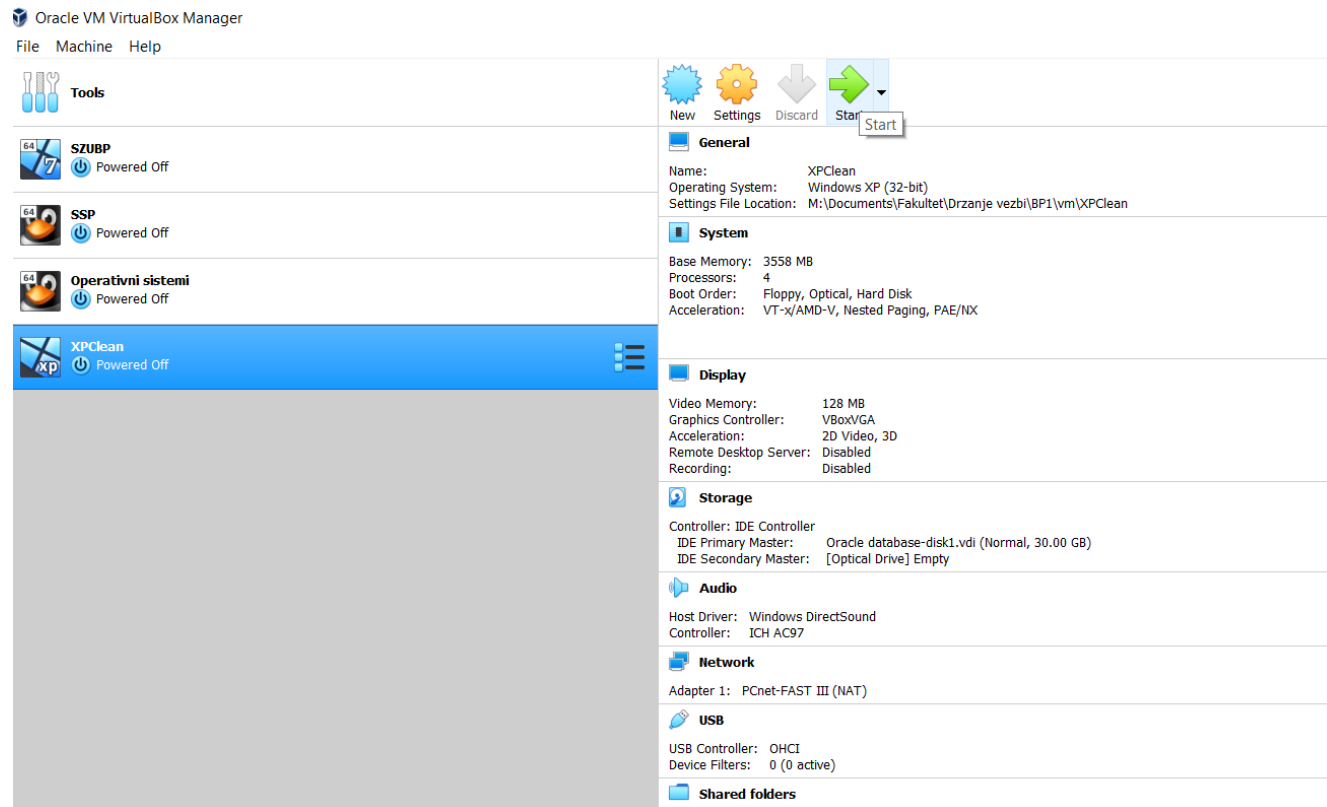 Oracle VM VirtualBox Manager
File Machine Help
Tools
64
7
SZUBP
Powered Off
64
SSP
Powered Off
64
Operativni sistemi
Powered Off
xp
XPClean
Powered Off
New Settings Discard Start
Start
General
Name: XPClean
Operating System: Windows XP (32-bit)
Settings File Location: M:\Documents\Fakultet\Drzanje vezbi\BP1\vm\XPClean
System
Base Memory: 3558 MB
Processors: 4
Boot Order: Floppy, Optical, Hard Disk
Acceleration: VT-x/AMD-V, Nested Paging, PAE/NX
Display
Video Memory: 128 MB
Graphics Controller: VBoxVGA
Acceleration: 2D Video, 3D
Remote Desktop Server: Disabled
Recording: Disabled
Storage
Controller: IDE Controller
IDE Primary Master: Oracle database-disk1.vdi (Normal, 30.00 GB)
IDE Secondary Master: [Optical Drive] Empty
Audio
Host Driver: Windows DirectSound
Controller: ICH AC97
Network
Adapter 1: PCnet-FAST III (NAT)
USB
USB Controller: OHCI
Device Filters: 0 (0 active)
Shared folders